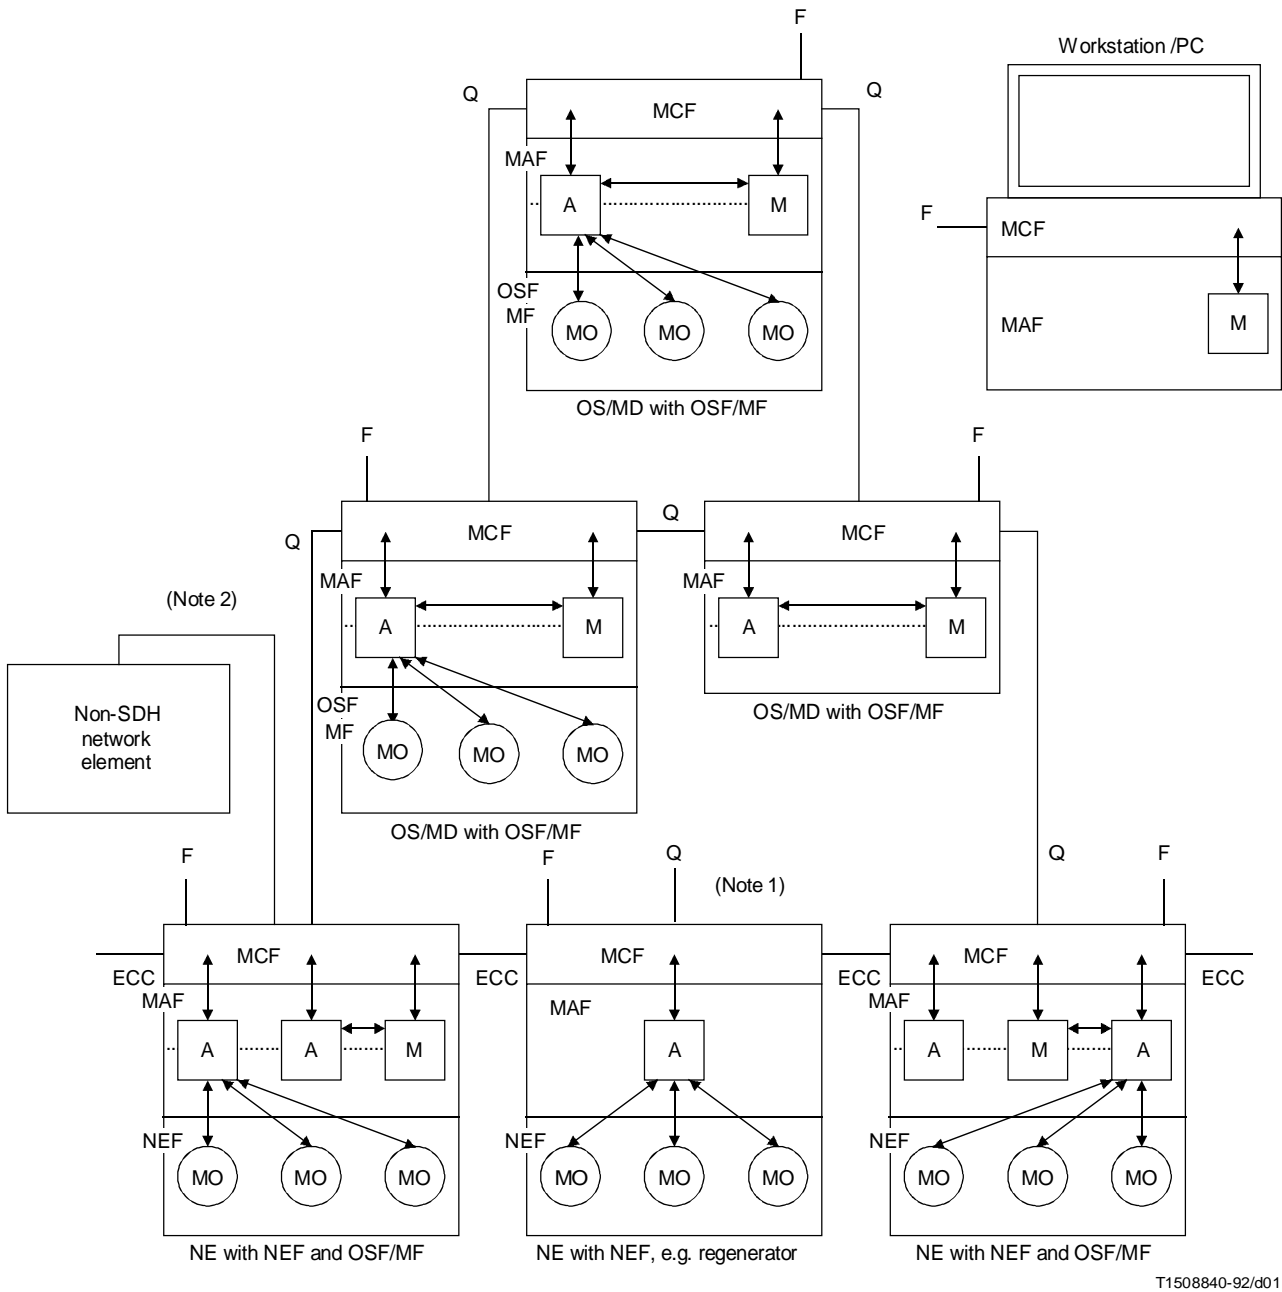 F
Workstation /PC
Q
MCF
Q
MAF
A
M
F
MCF
OSF
MF
MO
MO
MO
MAF
M
OS/MD with OSF/MF
F
F
Q
MCF
Q
MCF
MAF
A
M
MAF
A
M
(Note 2)
Non-SDH
network
element
OSF
MF
MO
MO
MO
OS/MD with OSF/MF
OS/MD with OSF/MF
F
F
Q
(Note 1)
Q
F
MCF
MCF
MCF
ECC
ECC
ECC
ECC
MAF
A
A
M
MAF
A
MAF
A
M
A
NEF
MO
MO
MO
NEF
MO
MO
MO
NEF
MO
MO
MO
NE with NEF and OSF/MF
NE with NEF, e.g. regenerator
NE with NEF and OSF/MF
T1508840-92/d01